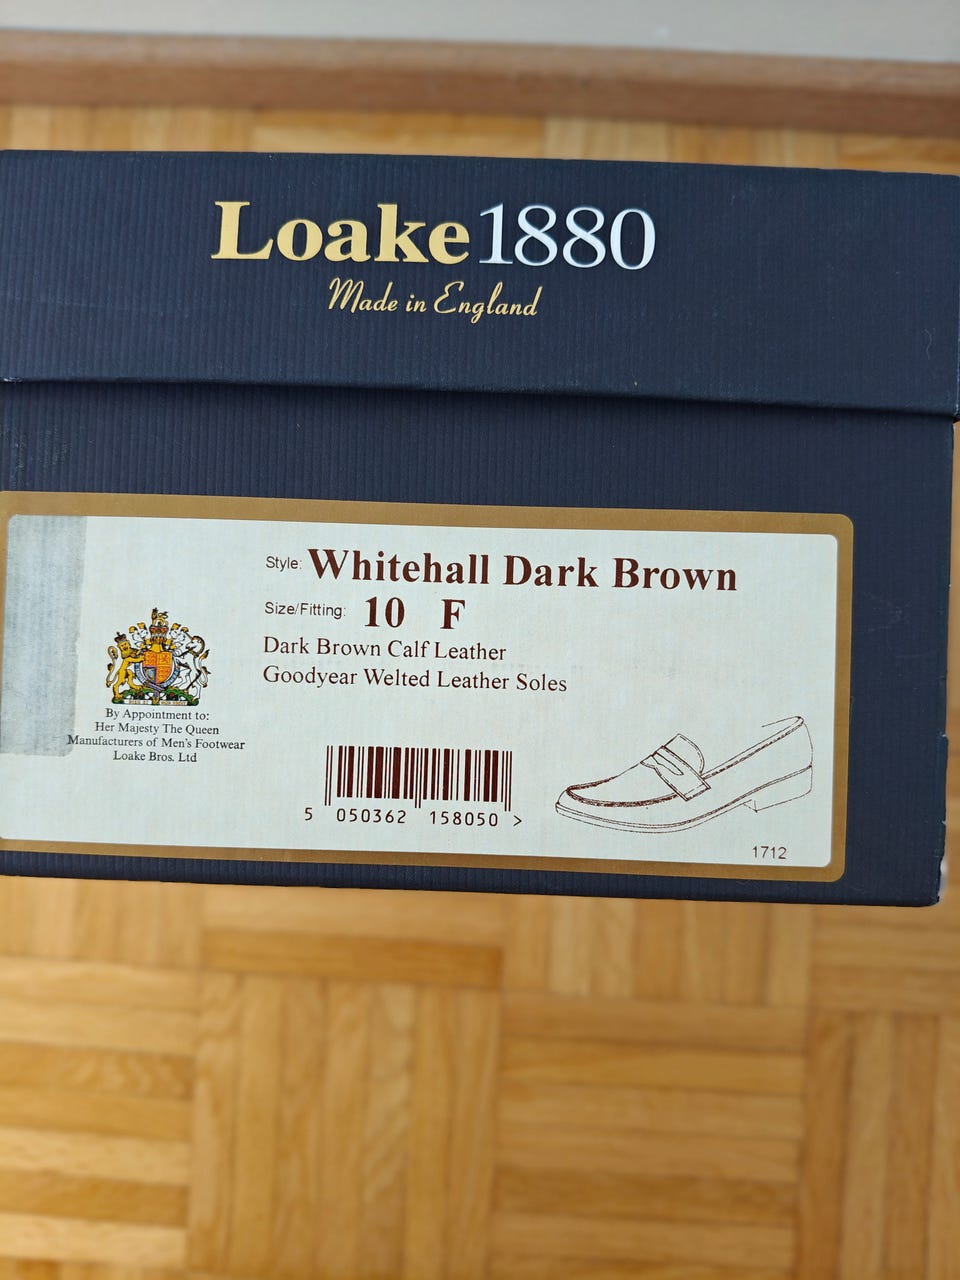 Loake1880
Made in England
Style: Whitehall Dark Brown
Size/Fitting: 10 F
Dark Brown Calf Leather
Goodyear Welted Leather Soles
By Appointment to:
Her Majesty The Queen
Manufacturers of Men's Footwear
Loake Bros. Ltd
5 050362 158050 >
1712